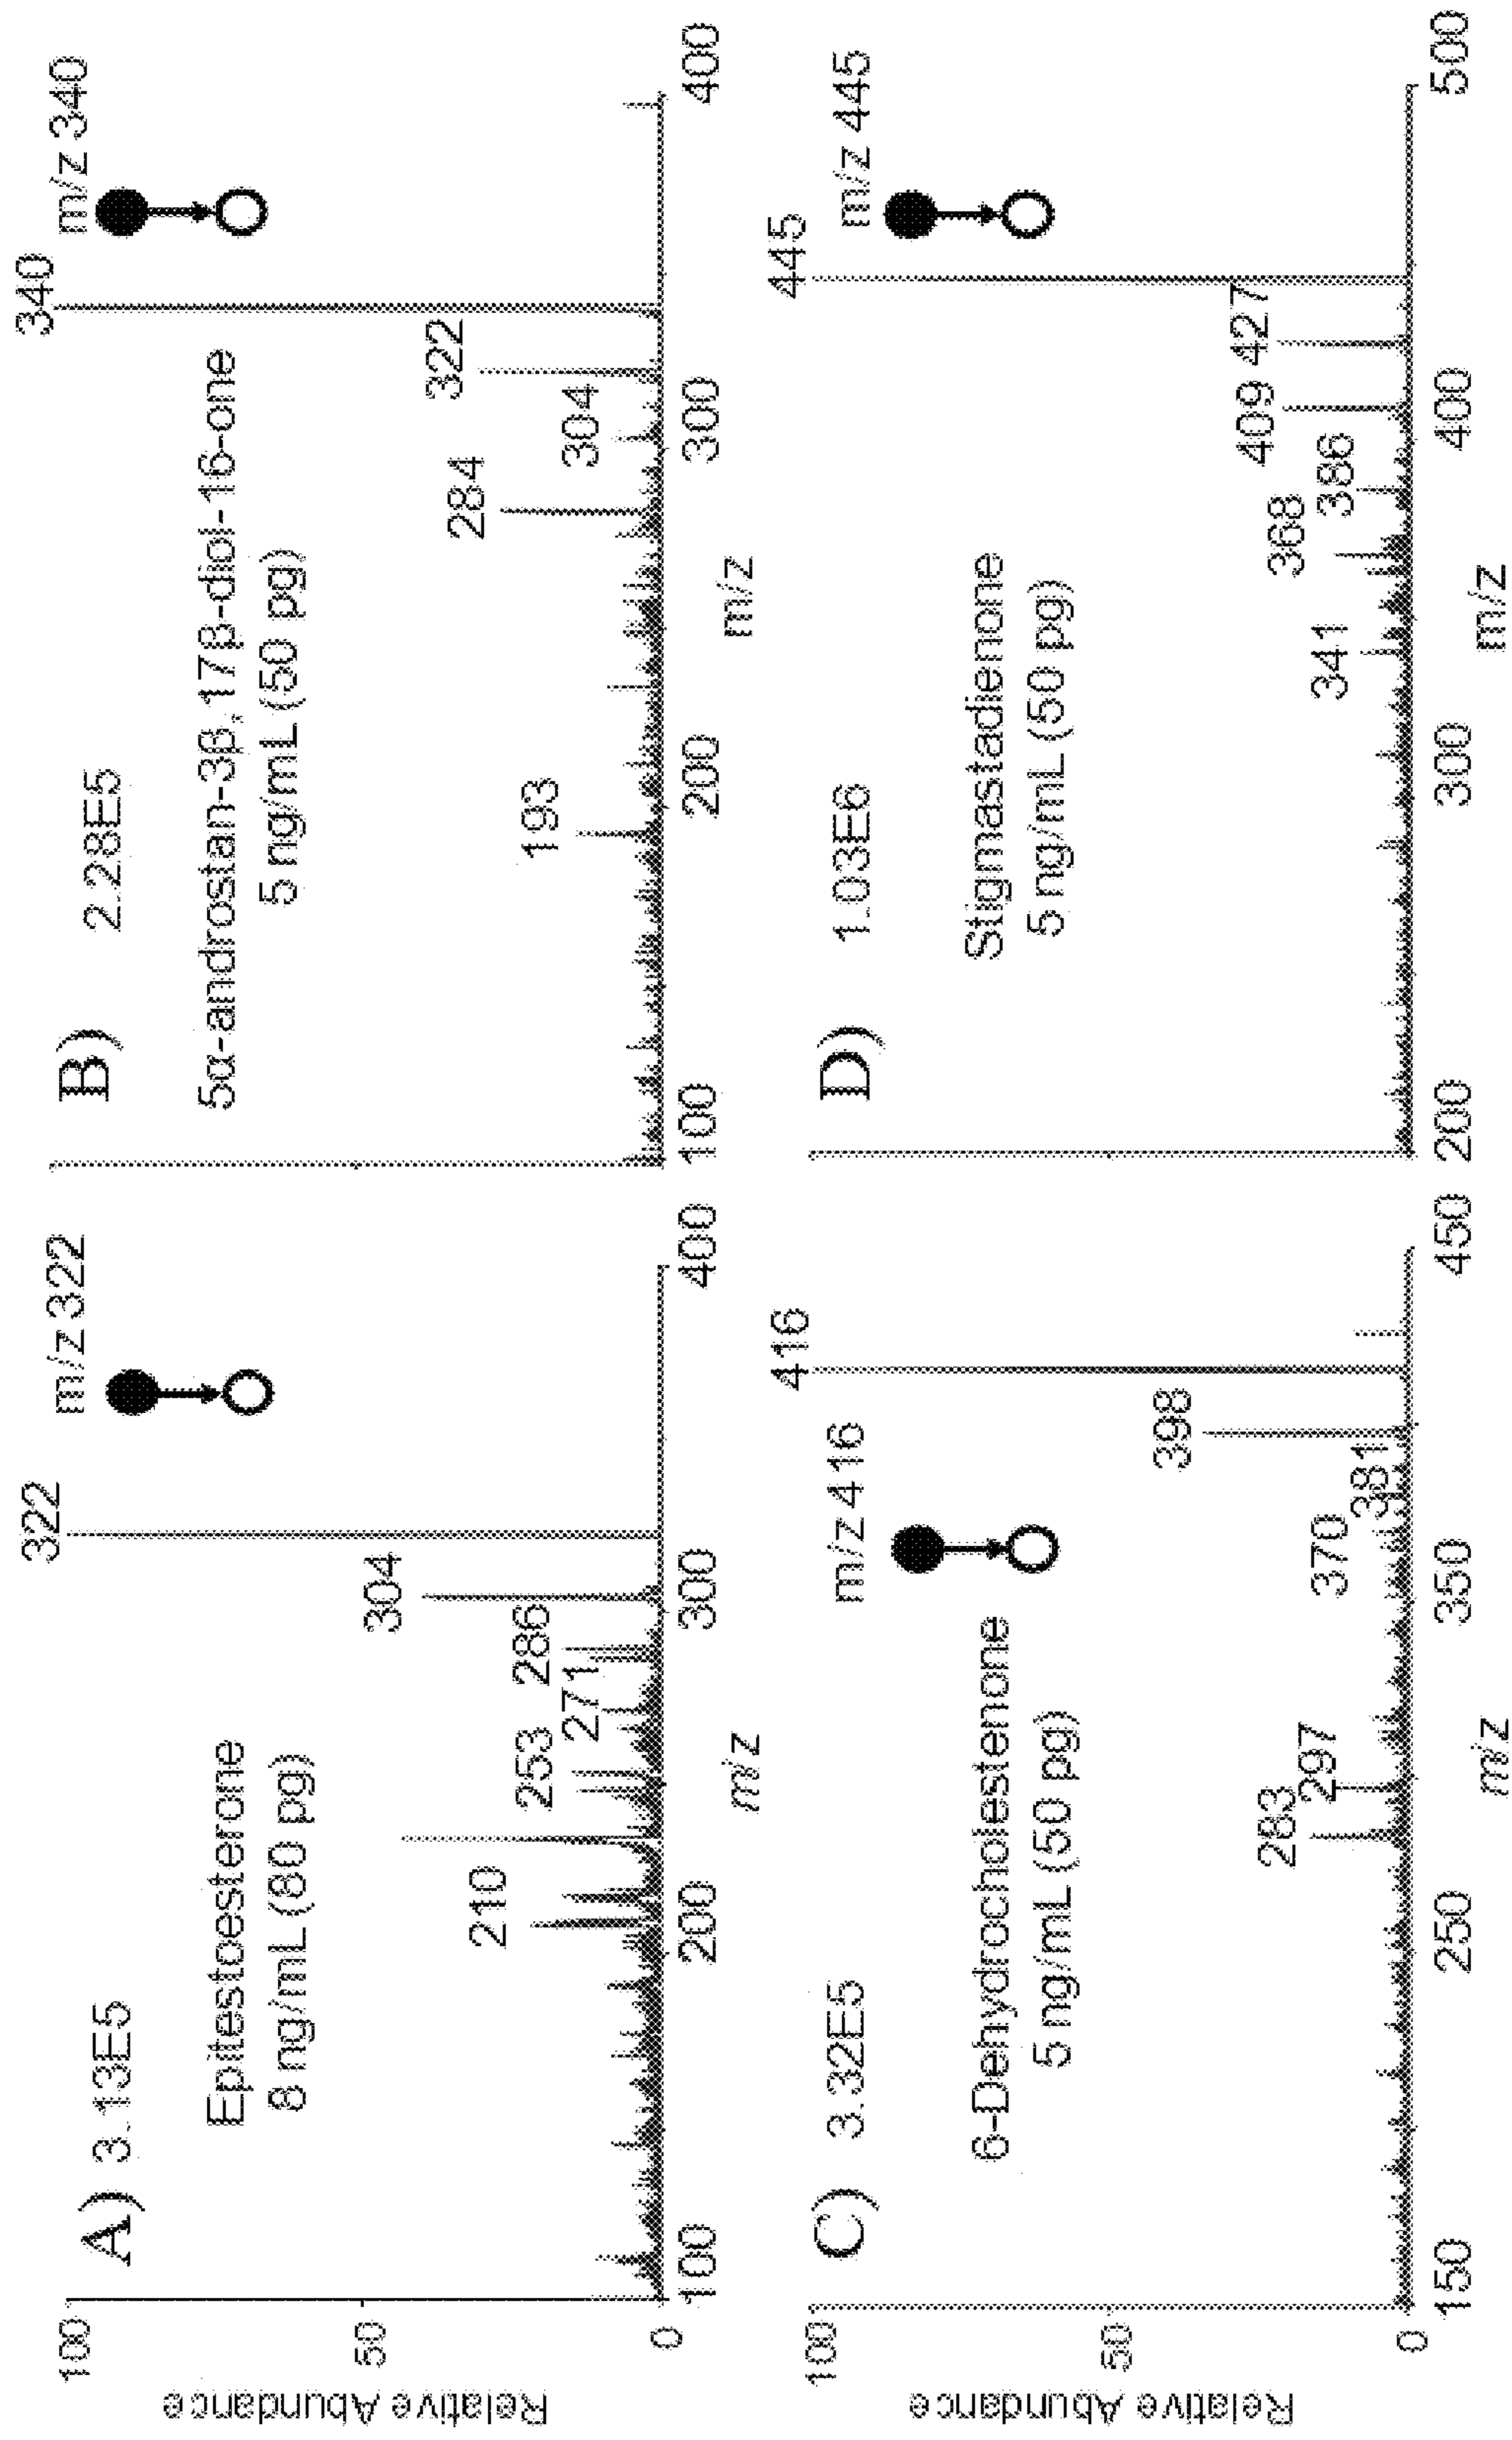 A) 3.13E5
m/z 322
322
Epitestoesterone
8 ng/mL (80 pg)
304
286
271
253
210
100
50
0
Relative Abundance
100
200
300
400
m/z
B)
2.28E5
m/z 340
340
5α-androstan-3β,17β-diol-16-one
5 ng/mL (50 pg)
322
304
284
193
100
200
300
400
m/z
C)
3.32E5
m/z 416
416
6-Dehydrocholestenone
5 ng/mL (50 pg)
398
381
370
297
283
100
50
0
Relative Abundance
150
250
350
450
m/z
D)
1.03E6
m/z 445
445
Stigmastadienone
5 ng/mL (50 pg)
427
409
386
368
341
200
300
400
500
m/z